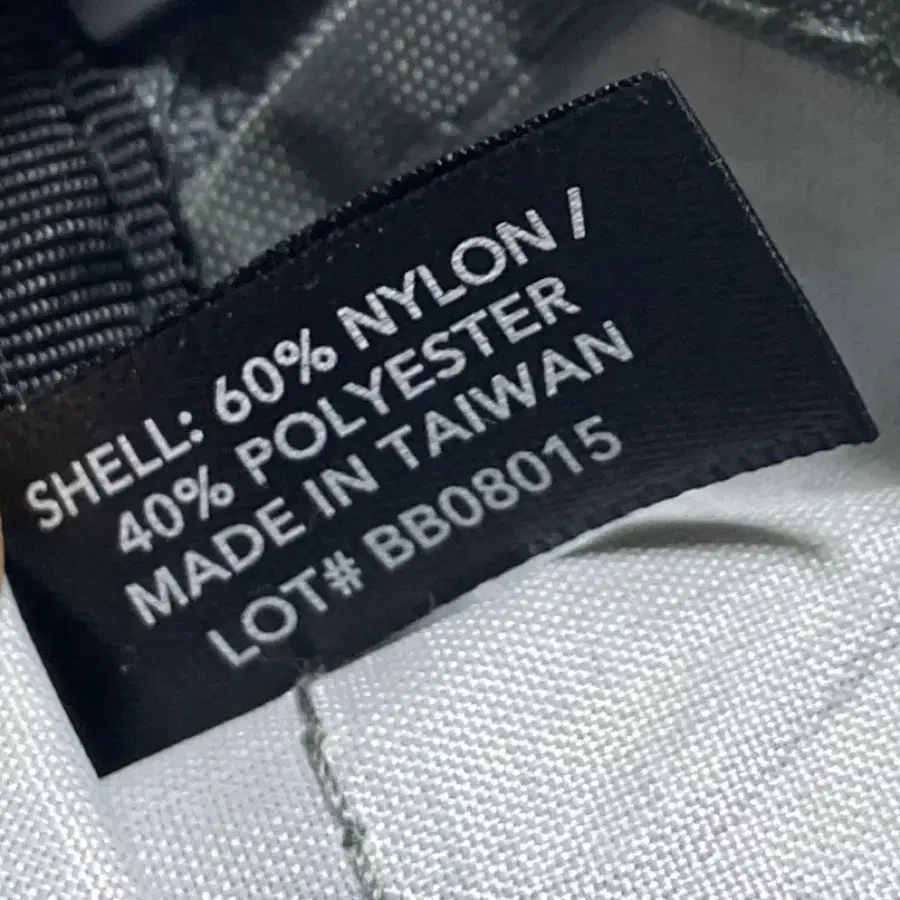 SHELL: 60% NYLON /
40% POLYESTER
MADE IN TAIWAN
LOT# BB08015